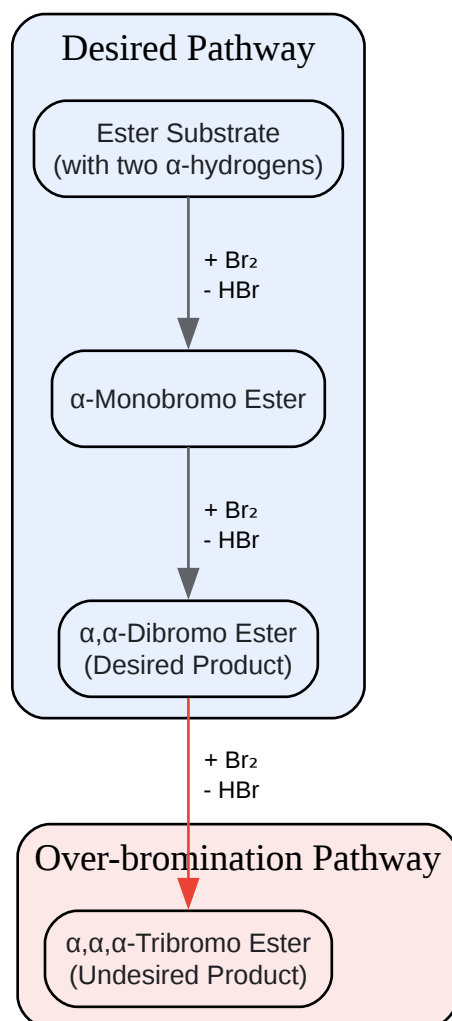 Desired Pathway
Ester Substrate
(with two α-hydrogens)
+ Br₂
- HBr
α-Monobromo Ester
+ Br₂
- HBr
α,α-Dibromo Ester
(Desired Product)
+ Br₂
- HBr
Over-bromination Pathway
α,α,α-Tribromo Ester
(Undesired Product)